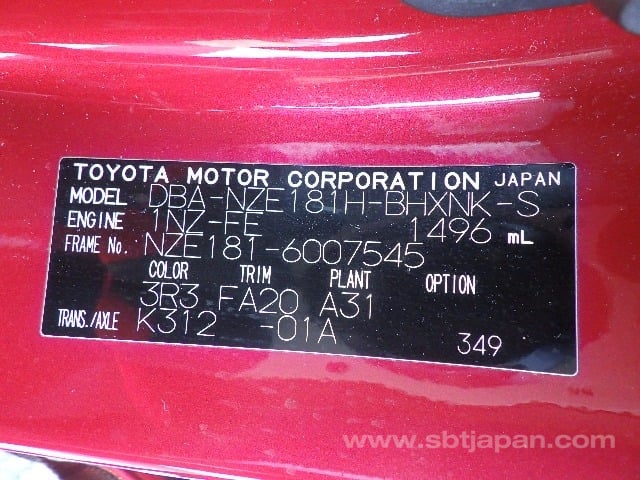 TOYOTA MOTOR CORPORATION JAPAN
MODEL DBA-NZE181H-BHXNK-S
ENGINE 1NZ-FE 1496 mL
FRAME No. NZE181-6007545
COLOR TRIM PLANT OPTION
3R3 FA20 A31
TRANS./AXLE K312 -01A
349
www.sbtjapan.com